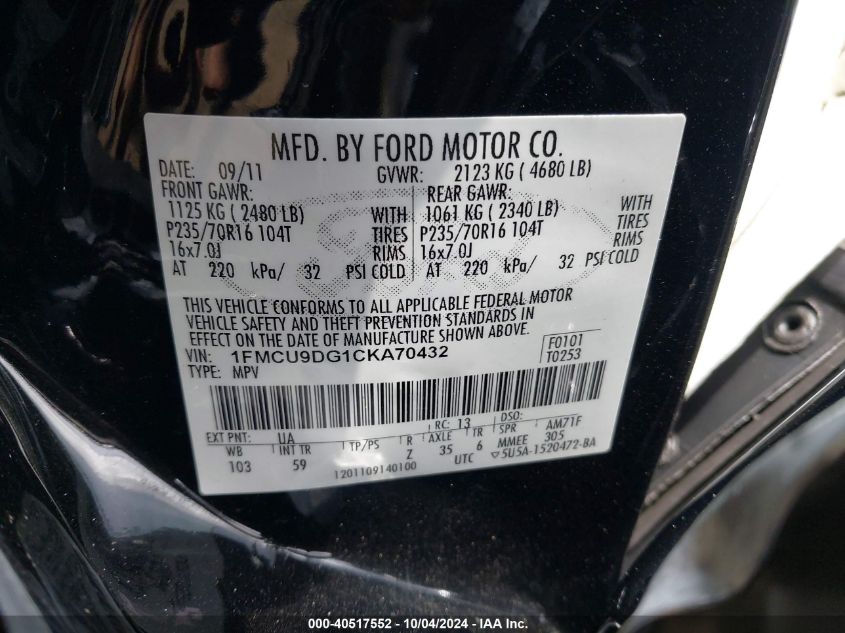 MFD. BY FORD MOTOR CO.
DATE: 09/11 GVWR: 2123 KG ( 4680 LB)
FRONT GAWR: REAR GAWR:
1125 KG ( 2480 LB) WITH 1061 KG ( 2340 LB) WITH
P235/70R16 104T TIRES P235/70R16 104T TIRES
16x7.0J RIMS 16x7.0J RIMS
AT 220 kPa/ 32 PSI COLD AT 220 kPa/ 32 PSI COLD
THIS VEHICLE CONFORMS TO ALL APPLICABLE FEDERAL MOTOR
VEHICLE SAFETY AND THEFT PREVENTION STANDARDS IN
EFFECT ON THE DATE OF MANUFACTURE SHOWN ABOVE.
VIN: 1FMCU9DG1CKA70432 F0101
TYPE: MPV T0253
EXT PNT: UA RC: 13 DSO:
WB INT TR TP/PS R AXLE TR SPR AM71F
103 59 Z 35 6 MMEE 305
1201109140100 UTC ▽5U5A-1520472-BA
000-40517552 - 10/04/2024 - IAA Inc.